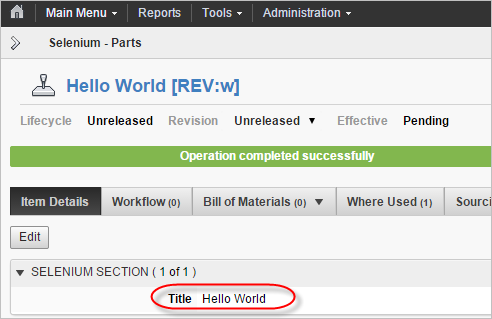 Main Menu Reports Tools Administration
Selenium - Parts
Hello World [REV:w]
Lifecycle Unreleased Revision Unreleased Effective Pending
Operation completed successfully
Item Details Workflow (0) Bill of Materials (0) Where Used (1) Sourci
Edit
SELENIUM SECTION ( 1 of 1 )
Title Hello World